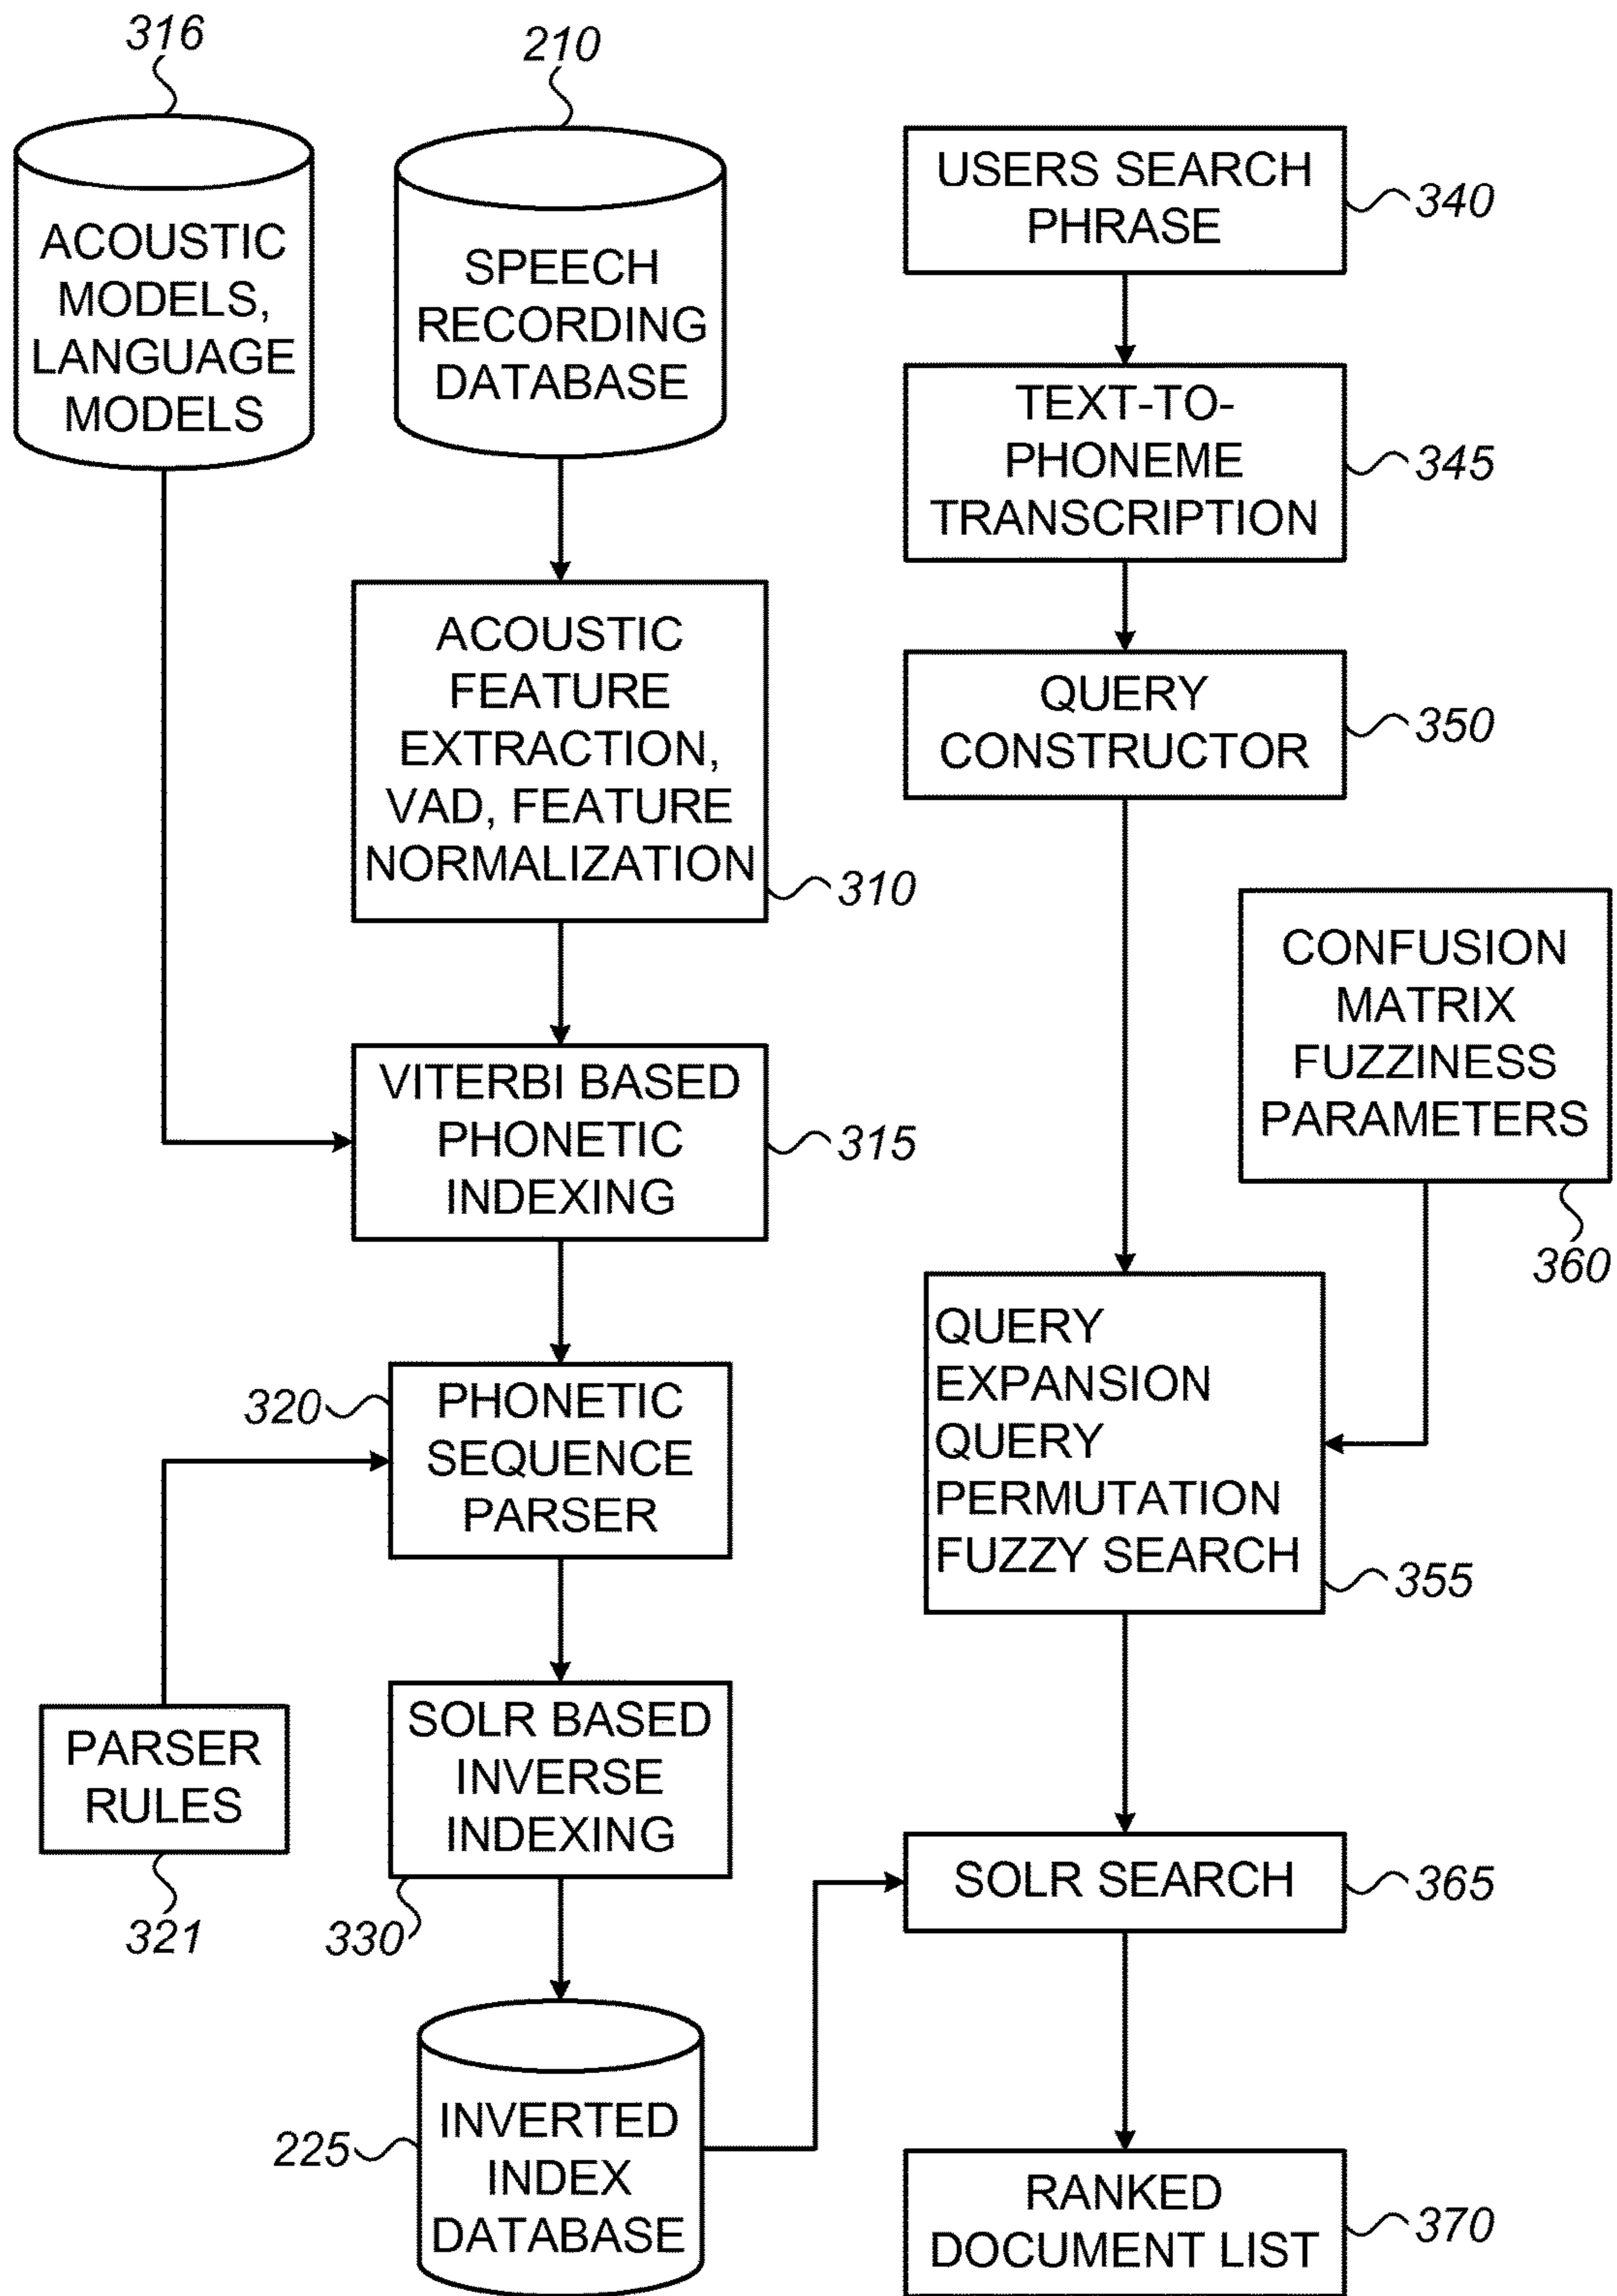 316
210
ACOUSTIC
MODELS,
LANGUAGE
MODELS
SPEECH
RECORDING
DATABASE
USERS SEARCH
PHRASE
340
TEXT-TO-
PHONEME
TRANSCRIPTION
345
ACOUSTIC
FEATURE
EXTRACTION,
VAD, FEATURE
NORMALIZATION
310
QUERY
CONSTRUCTOR
350
CONFUSION
MATRIX
FUZZINESS
PARAMETERS
360
VITERBI BASED
PHONETIC
INDEXING
315
QUERY
EXPANSION
QUERY
PERMUTATION
FUZZY SEARCH
355
320
PHONETIC
SEQUENCE
PARSER
PARSER
RULES
321
SOLR BASED
INVERSE
INDEXING
330
SOLR SEARCH
365
225
INVERTED
INDEX
DATABASE
RANKED
DOCUMENT LIST
370